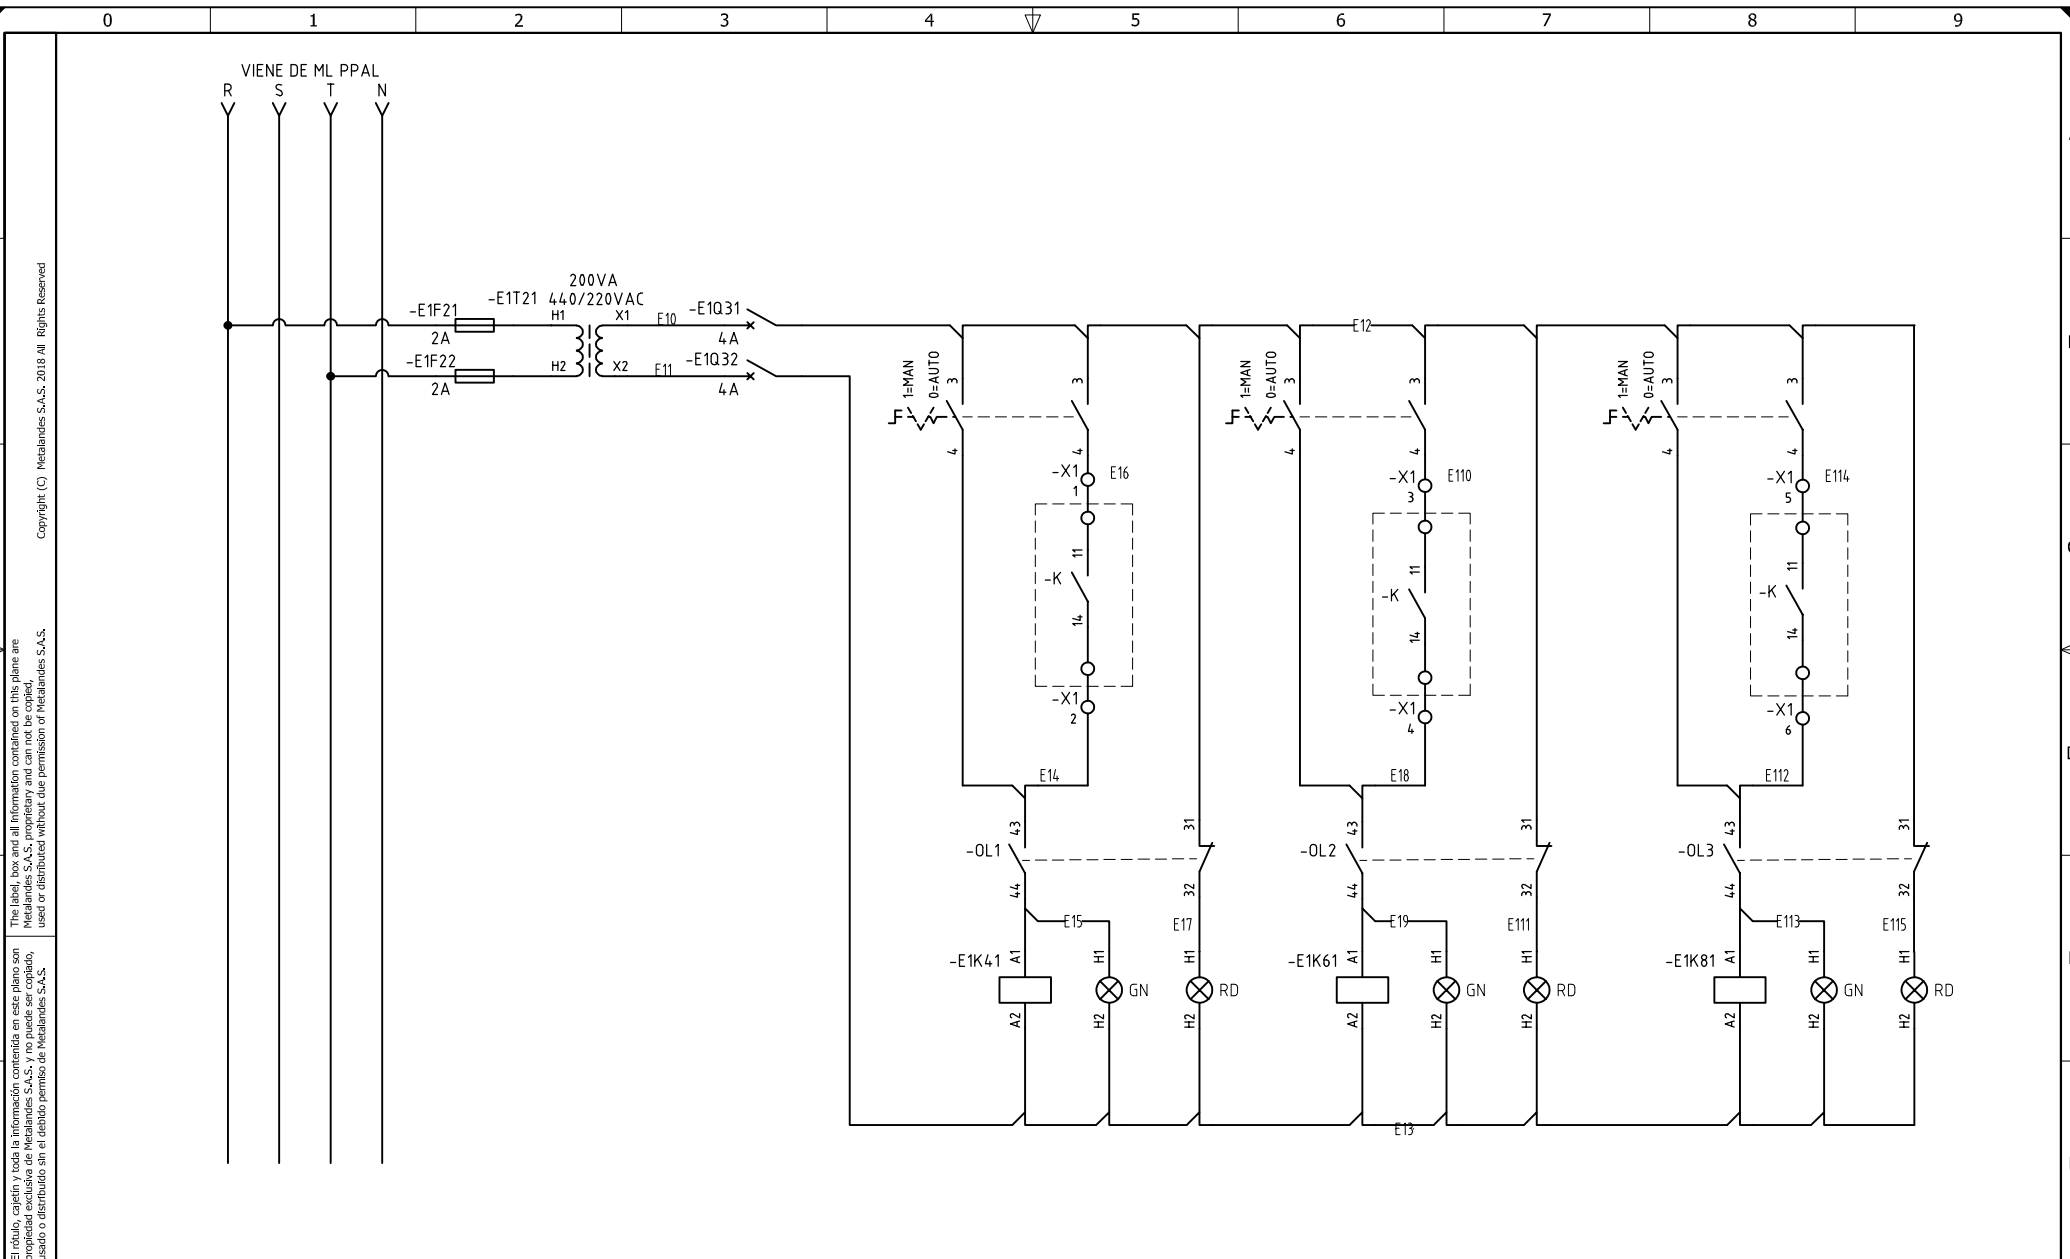 0 1 2 3 4 5 6 7 8 9
VIENE DE ML PPAL
R S T N
200VA
-E1T21 440/220VAC
-E1F21
2A
-E1F22
2A
H1 X1
H2 X2
E10
E11
-E1Q31
4A
-E1Q32
4A
E12
1=MAN
0=AUTO
3
4
3
4
-X1
1
E16
11
-K
14
-X1
2
E14
43
-OL1
44
31
32
E15
E17
-E1K41
A1
A2
H1
H2
GN
H1
H2
RD
1=MAN
0=AUTO
3
4
3
4
-X1
3
E110
11
-K
14
-X1
4
E18
43
-OL2
44
31
32
E19
E111
-E1K61
A1
A2
H1
H2
GN
H1
H2
RD
E13
1=MAN
0=AUTO
3
4
3
4
-X1
5
E114
11
-K
14
-X1
6
E112
43
-OL3
44
31
32
E113
E115
-E1K81
A1
A2
H1
H2
GN
H1
H2
RD
Copyright (C) Metalandes S.A.S. 2018 All Rights Reserved
The label, box and all information contained on this plane are
Metalandes S.A.S. proprietary and can not be copied,
used or distributed without due permission of Metalandes S.A.S.
El rótulo, cajetín y toda la información contenida en este plano son
propiedad exclusiva de Metalandes S.A.S. y no puede ser copiado,
usado o distribuido sin el debido permiso de Metalandes S.A.S.